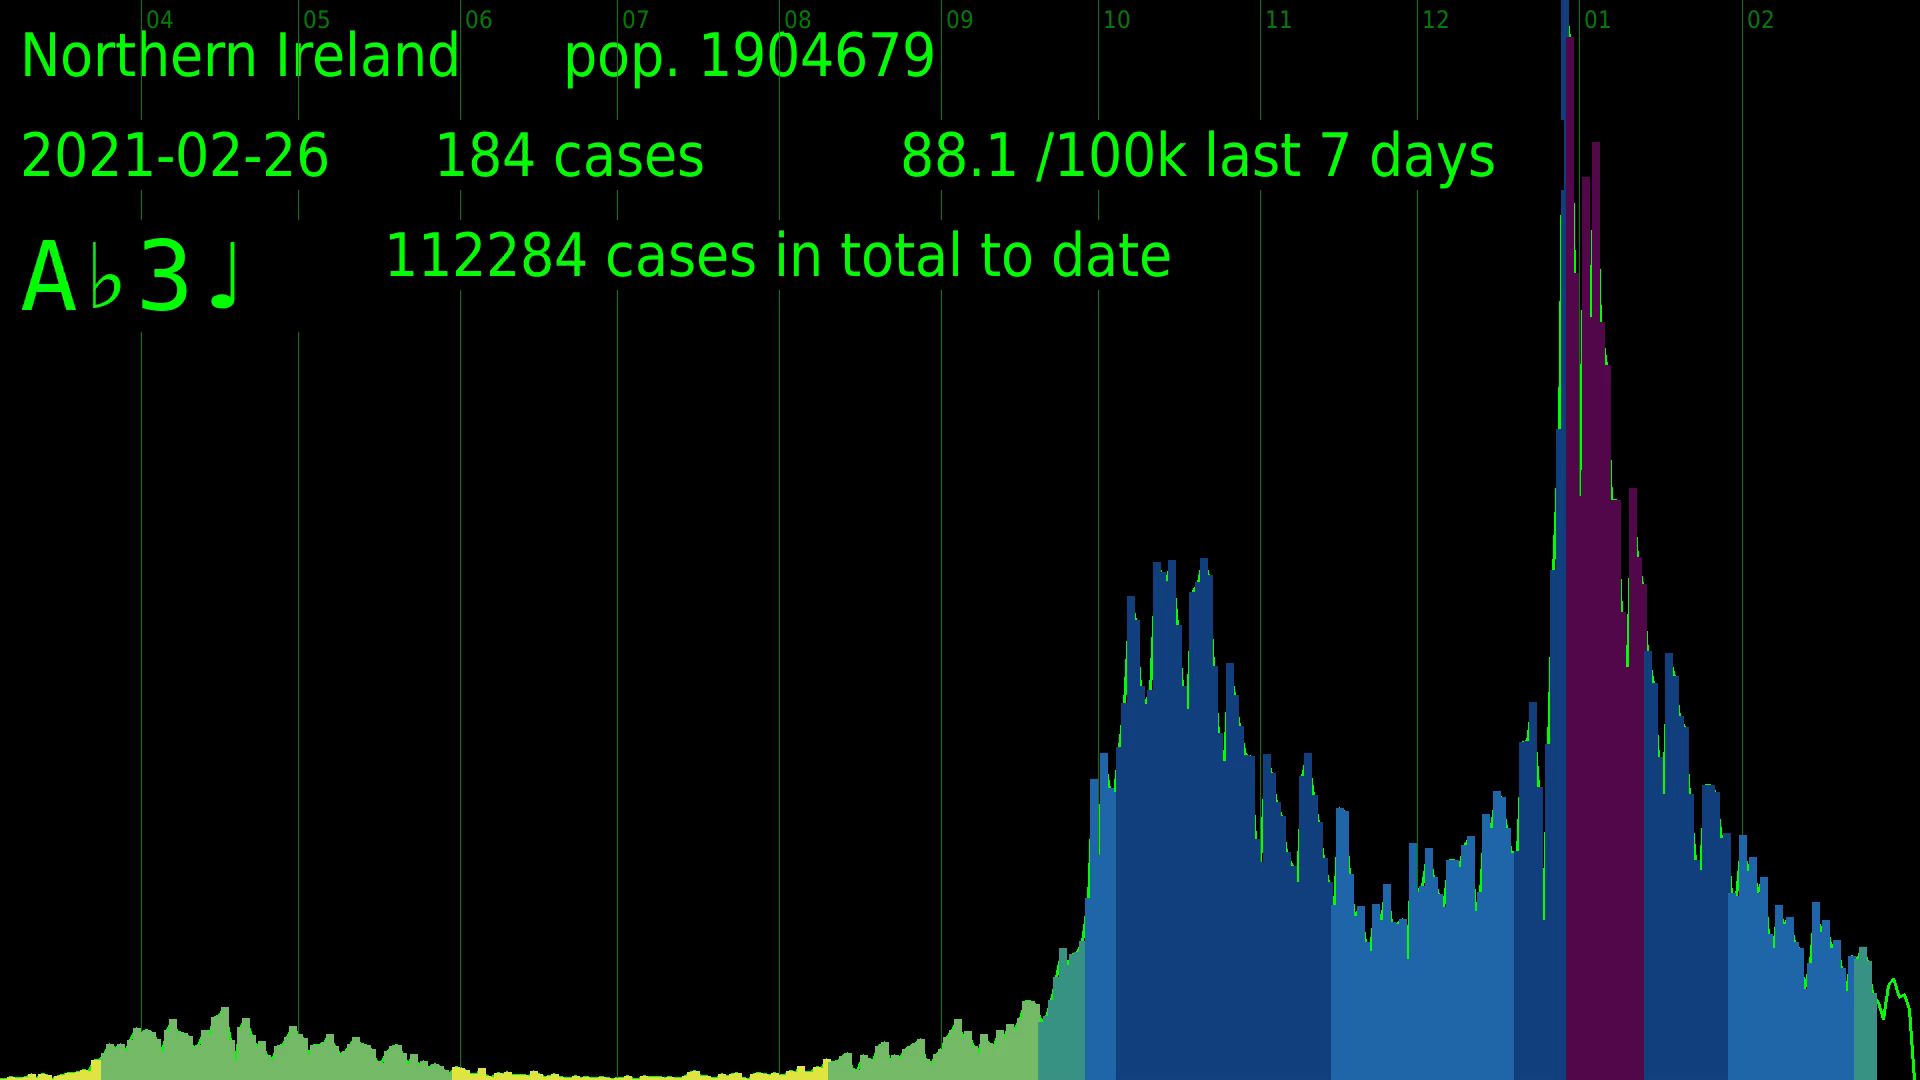 04 05 06 07 08 09 10 11 12 01 02
Northern Ireland pop. 1904679
2021-02-26 184 cases 88.1 /100k last 7 days
A♭3♩ 112284 cases in total to date